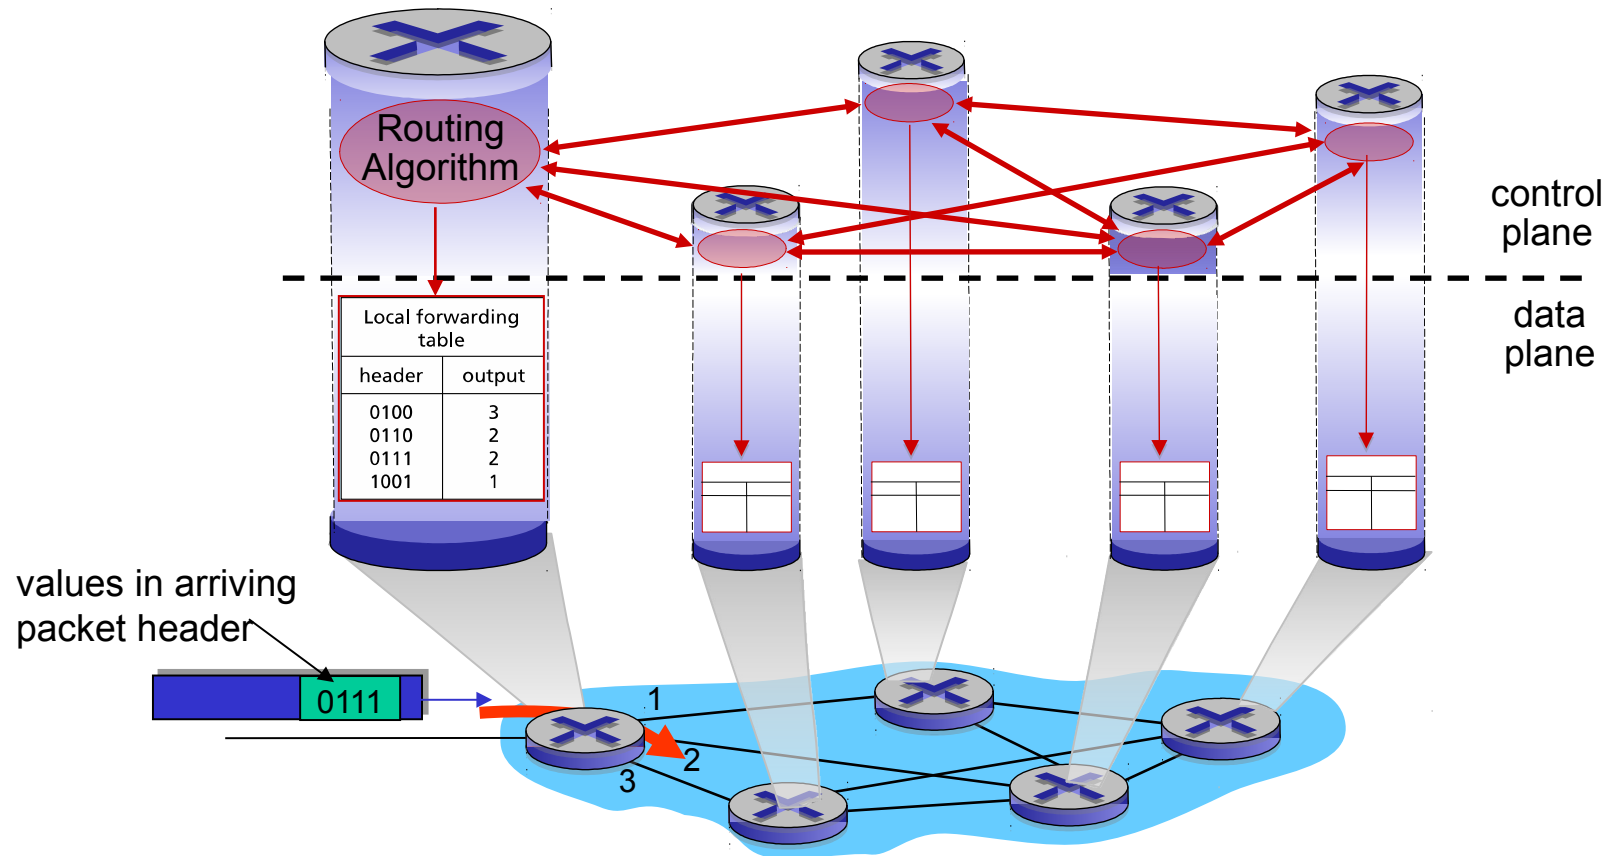 Routing
Algorithm
control
plane
data
plane
Local forwarding
table
header output
0100 3
0110 2
0111 2
1001 1
values in arriving
packet header
0111
1
2
3